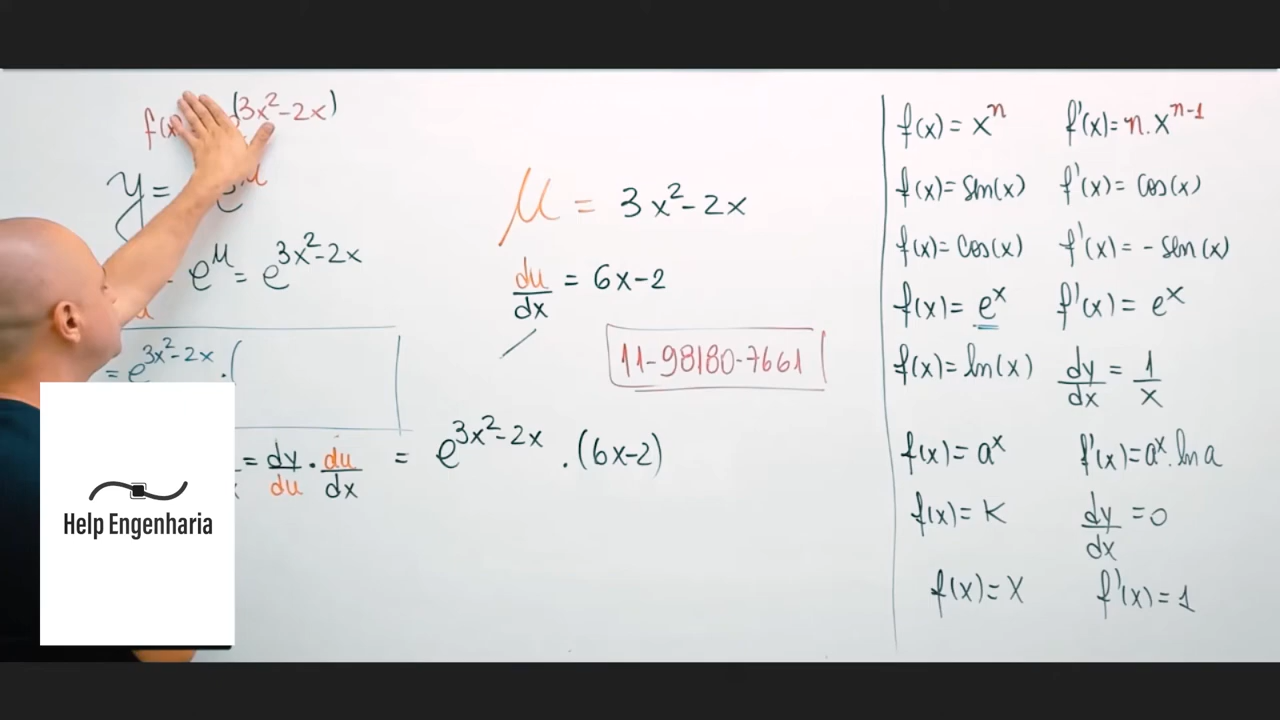 f(x) (3x²-2x)
y = e^μ
e^μ = e^{3x²-2x}
= e^{3x²-2x} . (
= dy/du . du/dx = e^{3x²-2x} . (6x-2)
μ = 3x²-2x
du/dx = 6x-2
11-98180-7661
f(x) = x^n f'(x) = n.x^{n-1}
f(x) = sen(x) f'(x) = cos(x)
f(x) = cos(x) f'(x) = -sen(x)
f(x) = e^x f'(x) = e^x
f(x) = ln(x) dy/dx = 1/x
f(x) = a^x f'(x) = a^x.ln a
f(x) = K dy/dx = 0
f(x) = X f'(x) = 1
Help Engenharia